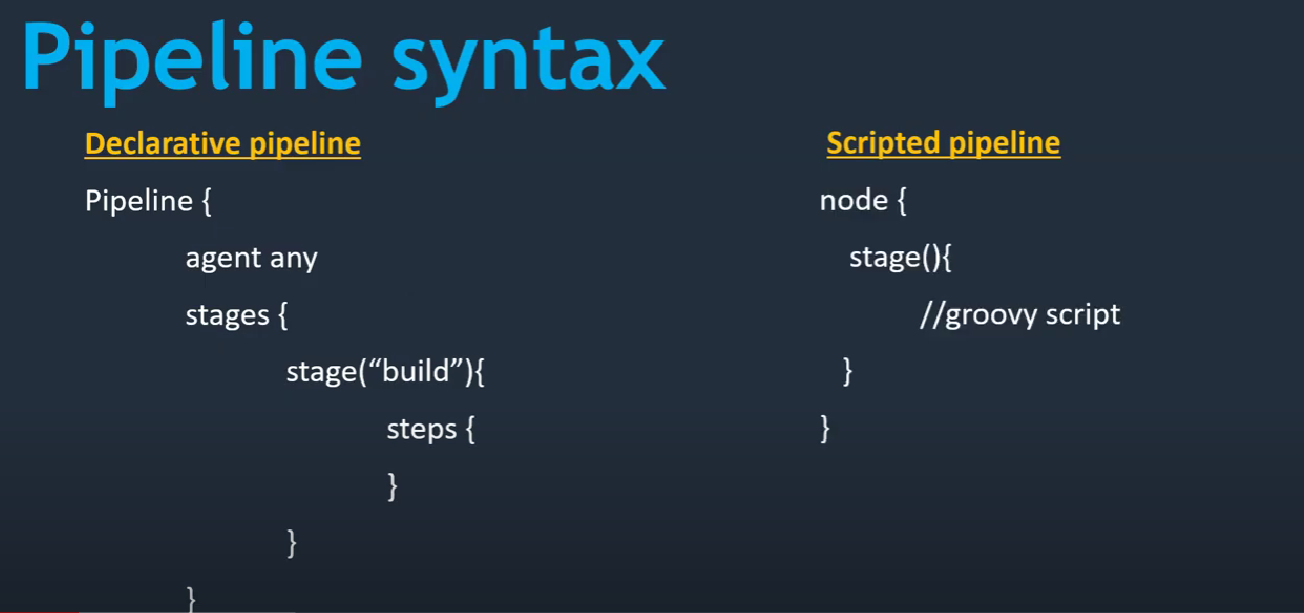 Pipeline syntax
Declarative pipeline
Pipeline {
agent any
stages {
stage(“build”){
steps {
}
}
}
Scripted pipeline
node {
stage(){
//groovy script
}
}